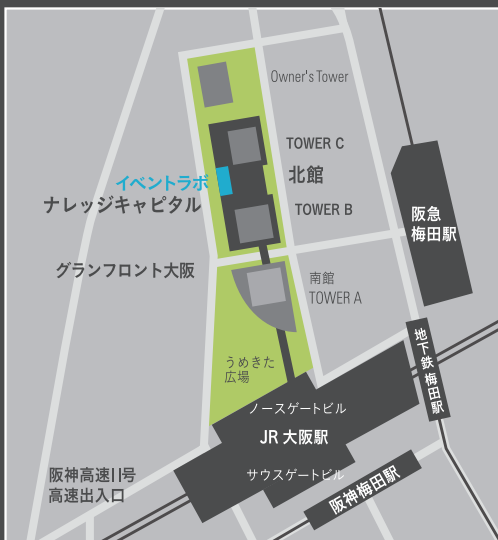 Owner's Tower
TOWER C
北館
イベントラボ
ナレッジキャピタル
TOWER B
阪急
梅田駅
グランフロント大阪
南館
TOWER A
うめきた
広場
地下鉄 梅田駅
ノースゲートビル
JR 大阪駅
サウスゲートビル
阪神梅田駅
阪神高速11号
高速出入口